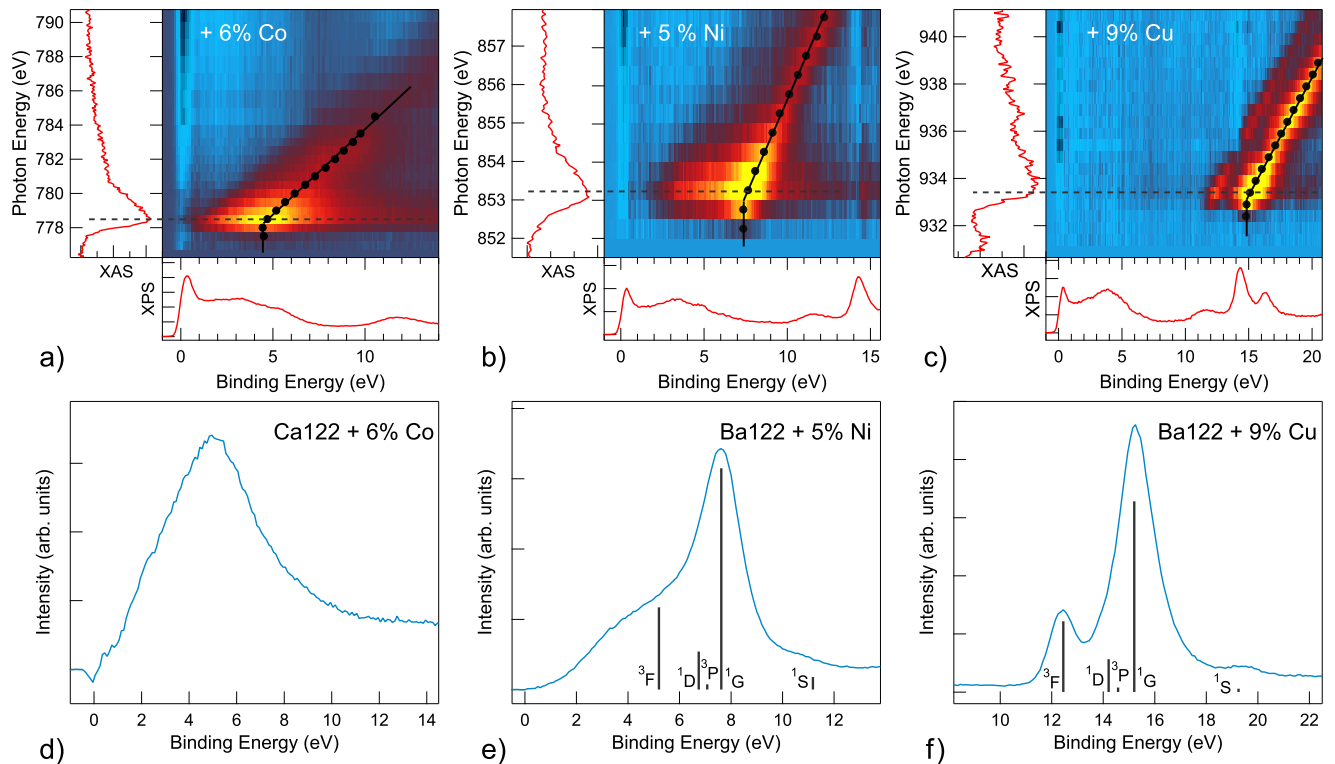 790
788
786
784
782
780
778
Photon Energy (eV)
+ 6% Co
XAS
XPS
0
5
10
Binding Energy (eV)
a)
857
856
855
854
853
852
Photon Energy (eV)
+ 5 % Ni
XAS
XPS
0
5
10
15
Binding Energy (eV)
b)
940
938
936
934
932
Photon Energy (eV)
+ 9% Cu
XAS
XPS
0
5
10
15
20
Binding Energy (eV)
c)
Ca122 + 6% Co
Intensity (arb. units)
0
2
4
6
8
10
12
14
Binding Energy (eV)
d)
Ba122 + 5% Ni
Intensity (arb. units)
³F
¹D
³P
¹G
¹S
0
2
4
6
8
10
12
Binding Energy (eV)
e)
Ba122 + 9% Cu
Intensity (arb. units)
³F
¹D
³P
¹G
¹S
10
12
14
16
18
20
22
Binding Energy (eV)
f)